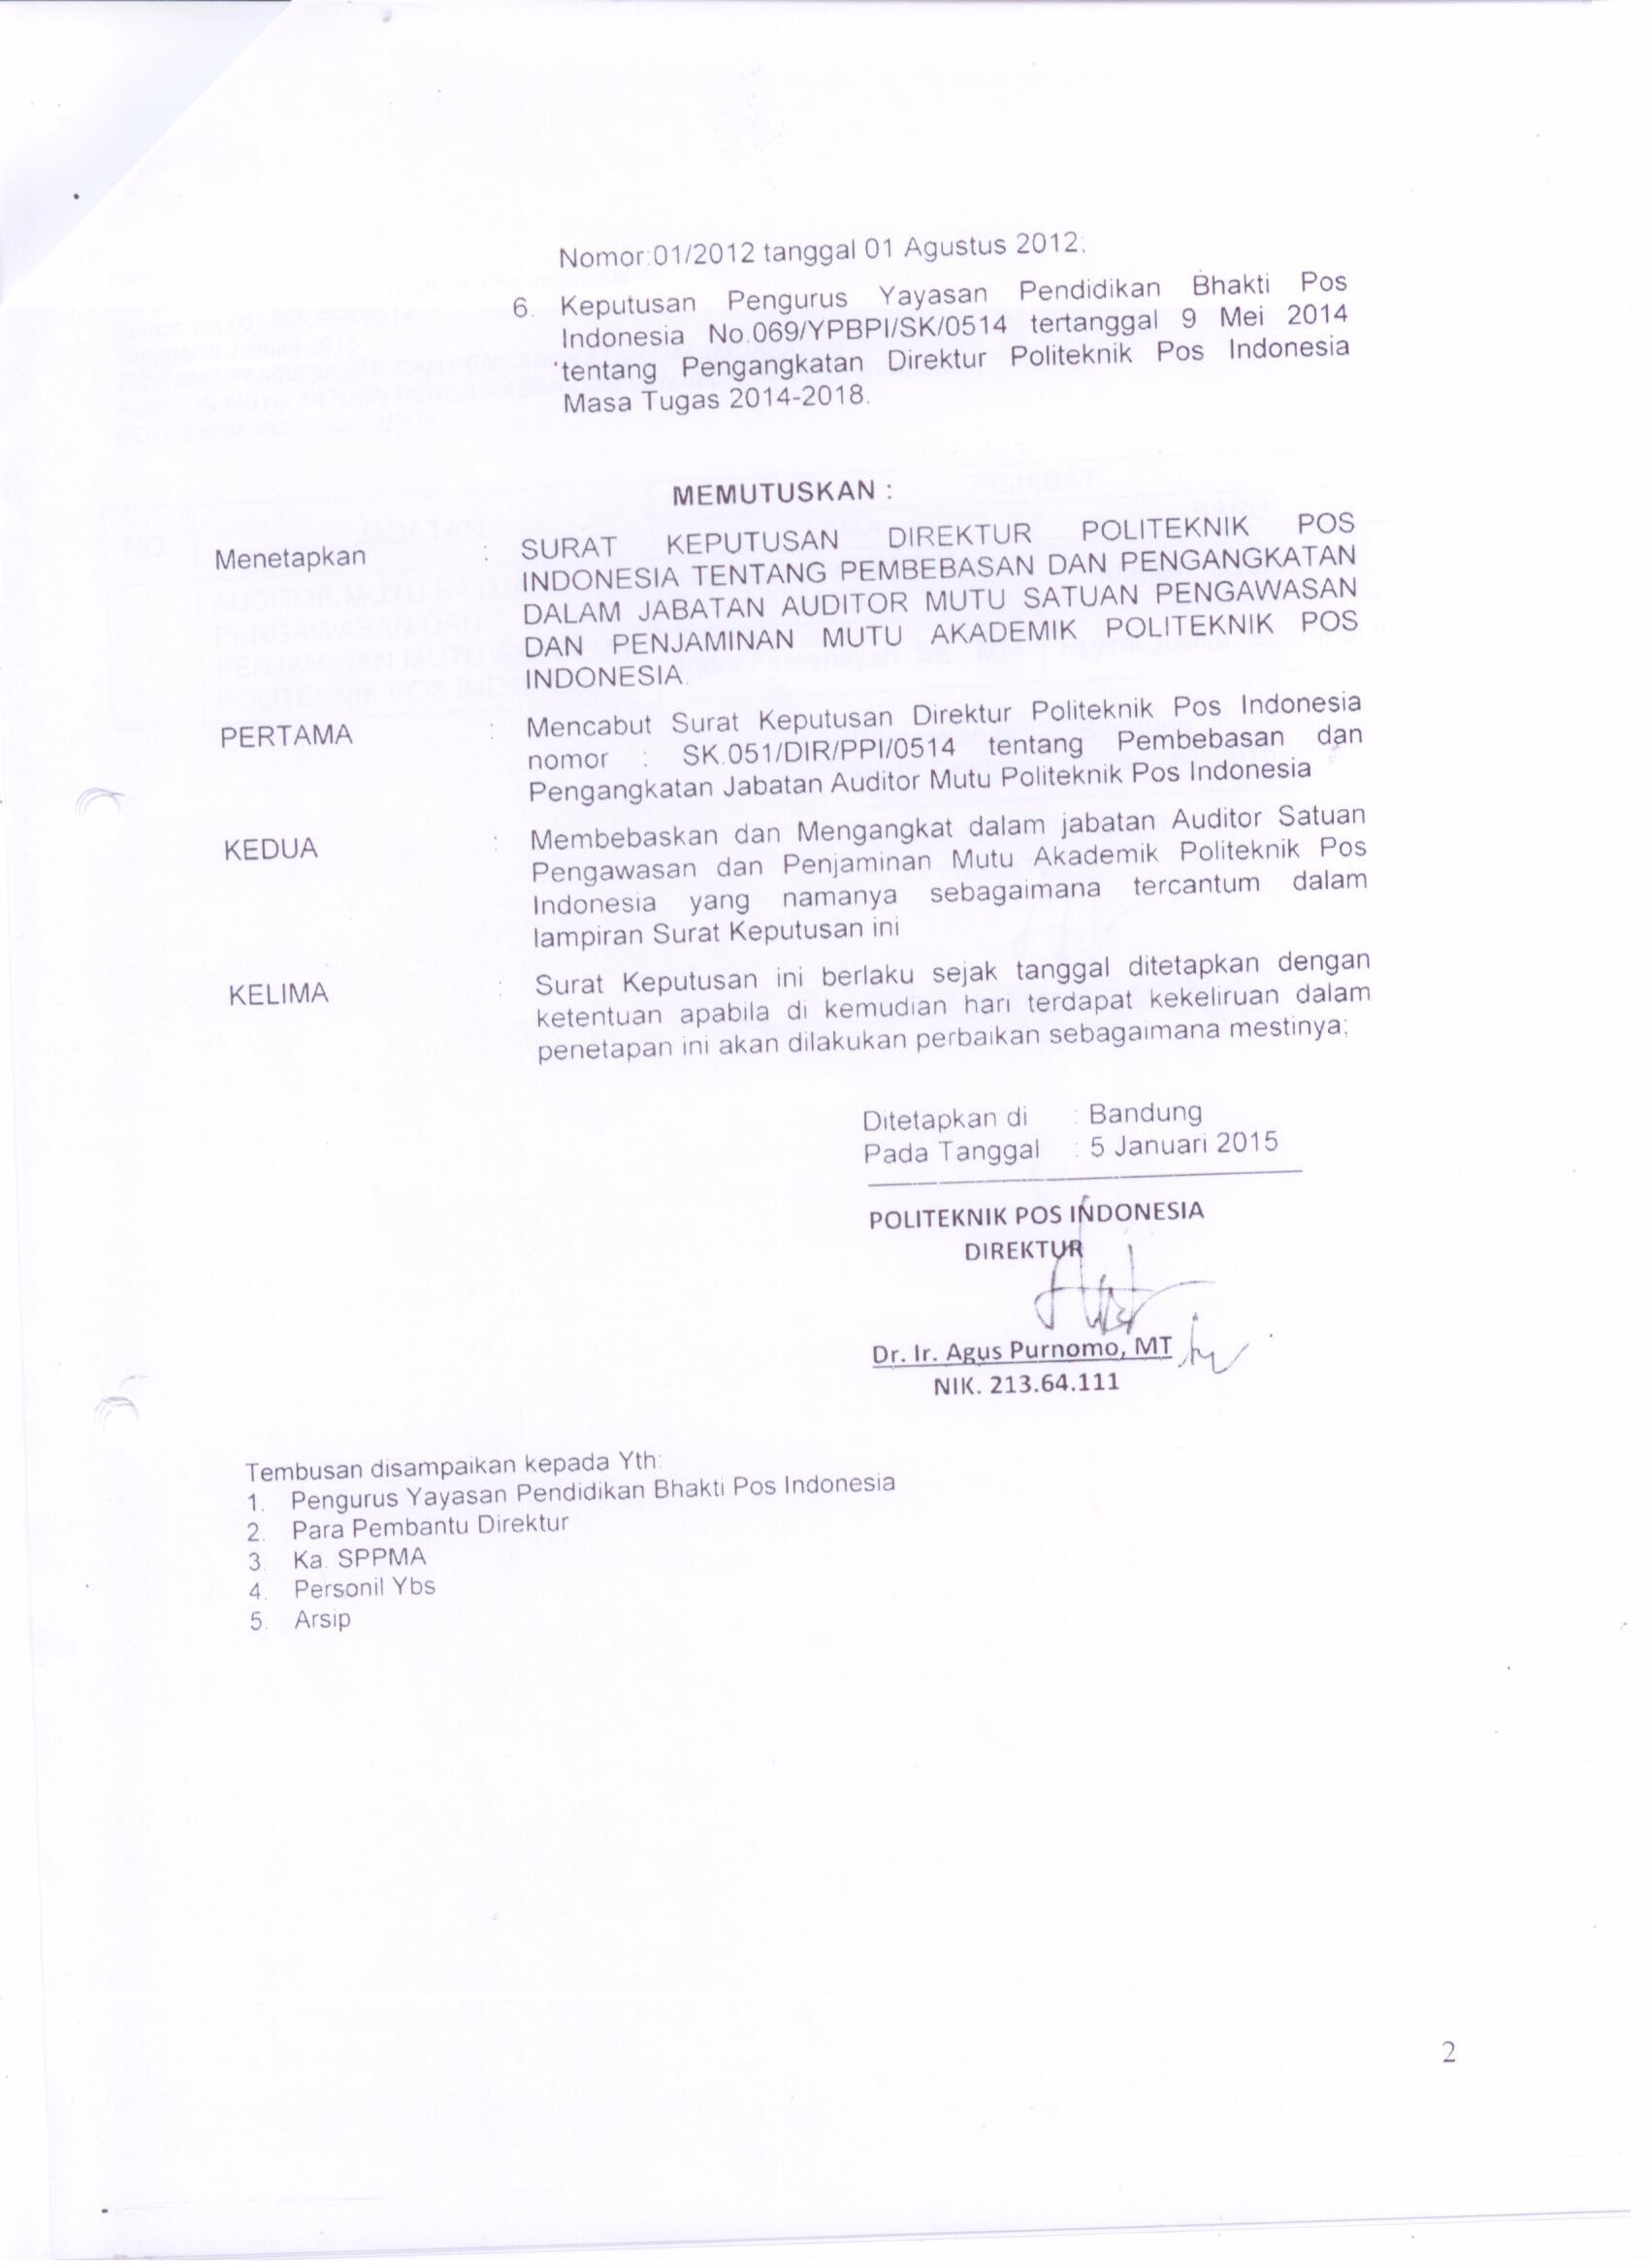 Nomor:01/2012 tanggal 01 Agustus 2012;
6. Keputusan Pengurus Yayasan Pendidikan Bhakti Pos
Indonesia No.069/YPBPI/SK/0514 tertanggal 9 Mei 2014
tentang Pengangkatan Direktur Politeknik Pos Indonesia
Masa Tugas 2014-2018.
MEMUTUSKAN :
Menetapkan : SURAT KEPUTUSAN DIREKTUR POLITEKNIK POS
INDONESIA TENTANG PEMBEBASAN DAN PENGANGKATAN
DALAM JABATAN AUDITOR MUTU SATUAN PENGAWASAN
DAN PENJAMINAN MUTU AKADEMIK POLITEKNIK POS
INDONESIA.
PERTAMA : Mencabut Surat Keputusan Direktur Politeknik Pos Indonesia
nomor : SK.051/DIR/PPI/0514 tentang Pembebasan dan
Pengangkatan Jabatan Auditor Mutu Politeknik Pos Indonesia
KEDUA : Membebaskan dan Mengangkat dalam jabatan Auditor Satuan
Pengawasan dan Penjaminan Mutu Akademik Politeknik Pos
Indonesia yang namanya sebagaimana tercantum dalam
lampiran Surat Keputusan ini
KELIMA : Surat Keputusan ini berlaku sejak tanggal ditetapkan dengan
ketentuan apabila di kemudian hari terdapat kekeliruan dalam
penetapan ini akan dilakukan perbaikan sebagaimana mestinya;
Ditetapkan di : Bandung
Pada Tanggal : 5 Januari 2015
POLITEKNIK POS INDONESIA
DIREKTUR
Dr. Ir. Agus Purnomo, MT
NIK. 213.64.111
Tembusan disampaikan kepada Yth:
1. Pengurus Yayasan Pendidikan Bhakti Pos Indonesia
2. Para Pembantu Direktur
3. Ka. SPPMA
4. Personil Ybs
5. Arsip
2